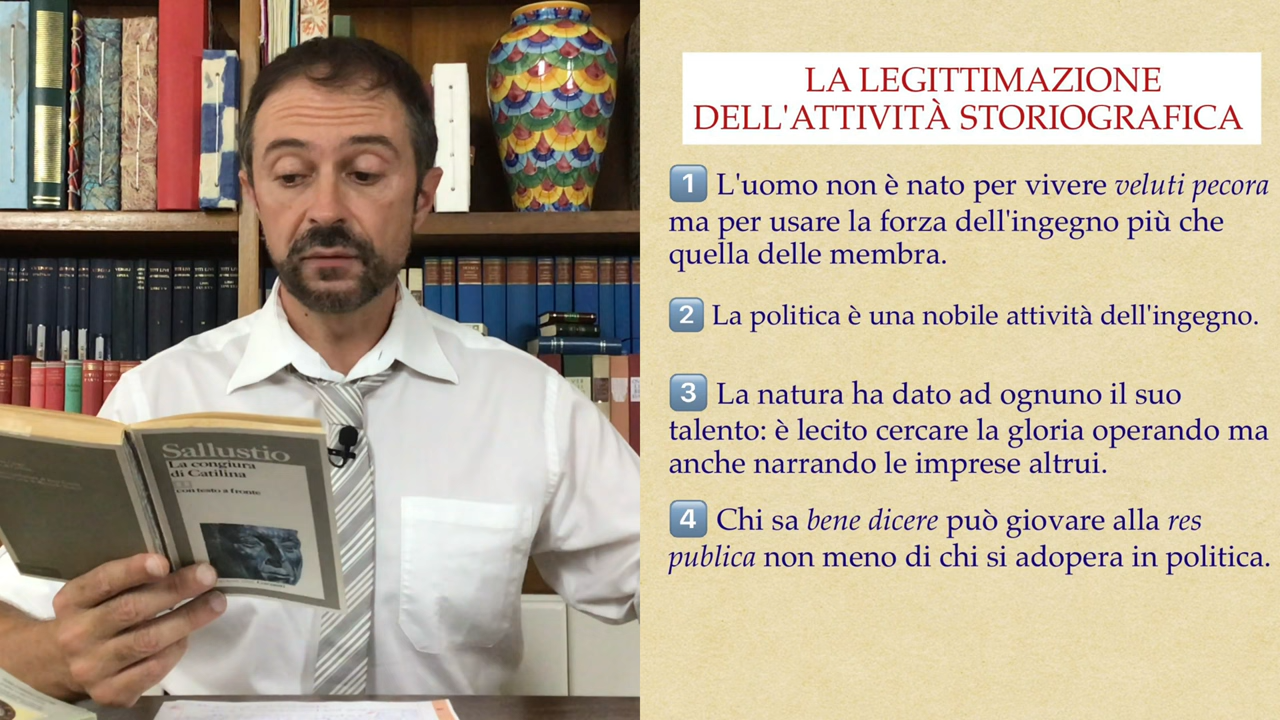 Sallustio
La congiura
di Catilina
con testo a fronte
LA LEGITTIMAZIONE
DELL'ATTIVITÀ STORIOGRAFICA
1 L'uomo non è nato per vivere veluti pecora
ma per usare la forza dell'ingegno più che
quella delle membra.
2 La politica è una nobile attività dell'ingegno.
3 La natura ha dato ad ognuno il suo
talento: è lecito cercare la gloria operando ma
anche narrando le imprese altrui.
4 Chi sa bene dicere può giovare alla res
publica non meno di chi si adopera in politica.